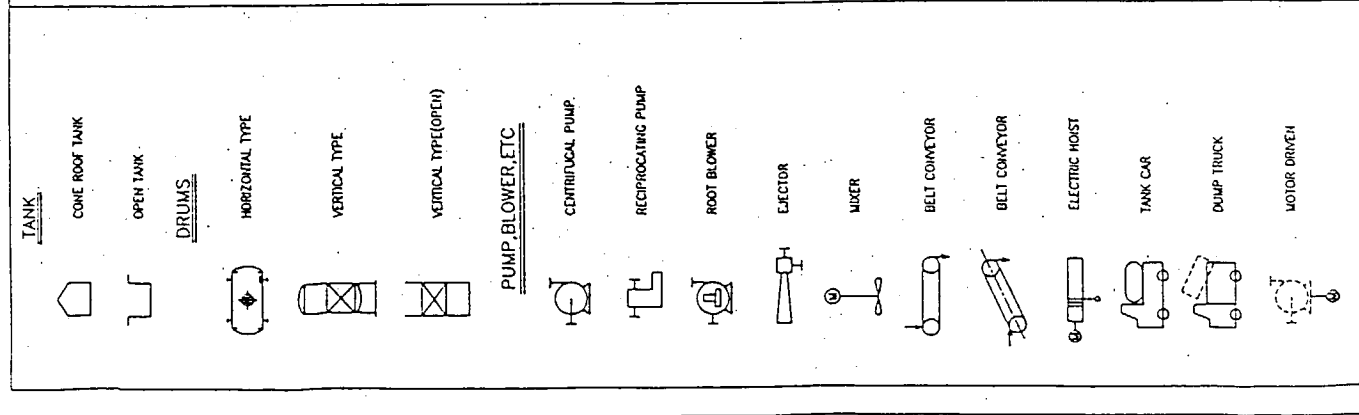 TANK
CONE ROOF TANK
OPEN TANK
DRUMS
HORIZONTAL TYPE
VERTICAL TYPE
VERTICAL TYPE(OPEN)
PUMP,BLOWER,ETC
CENTRIFUCAL PUMP.
RECIPROCATING PUMP
ROOT BLOWER
EJECTOR
MIXER
M
BELT CONVEYOR
BELT CONVEYOR
ELECTRIC HOIST
M
TANK CAR
DUMP TRUCK
MOTOR DRIVEN
M